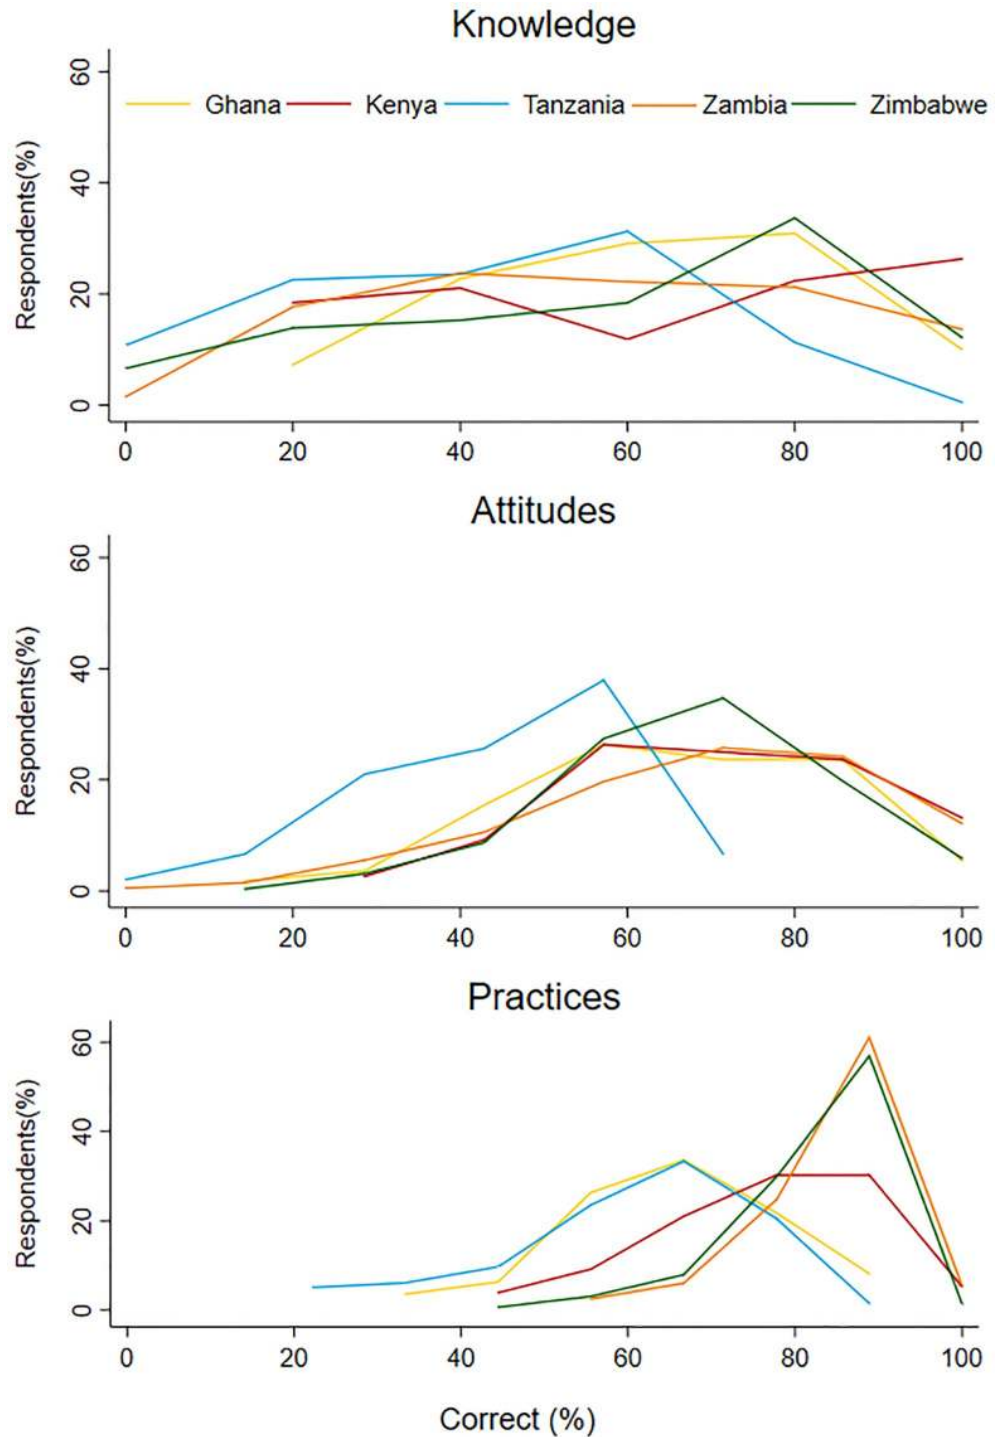 Knowledge
Ghana Kenya Tanzania Zambia Zimbabwe
Respondents(%)
60
40
20
0
0 20 40 60 80 100
Attitudes
Respondents(%)
60
40
20
0
0 20 40 60 80 100
Practices
Respondents(%)
60
40
20
0
0 20 40 60 80 100
Correct (%)